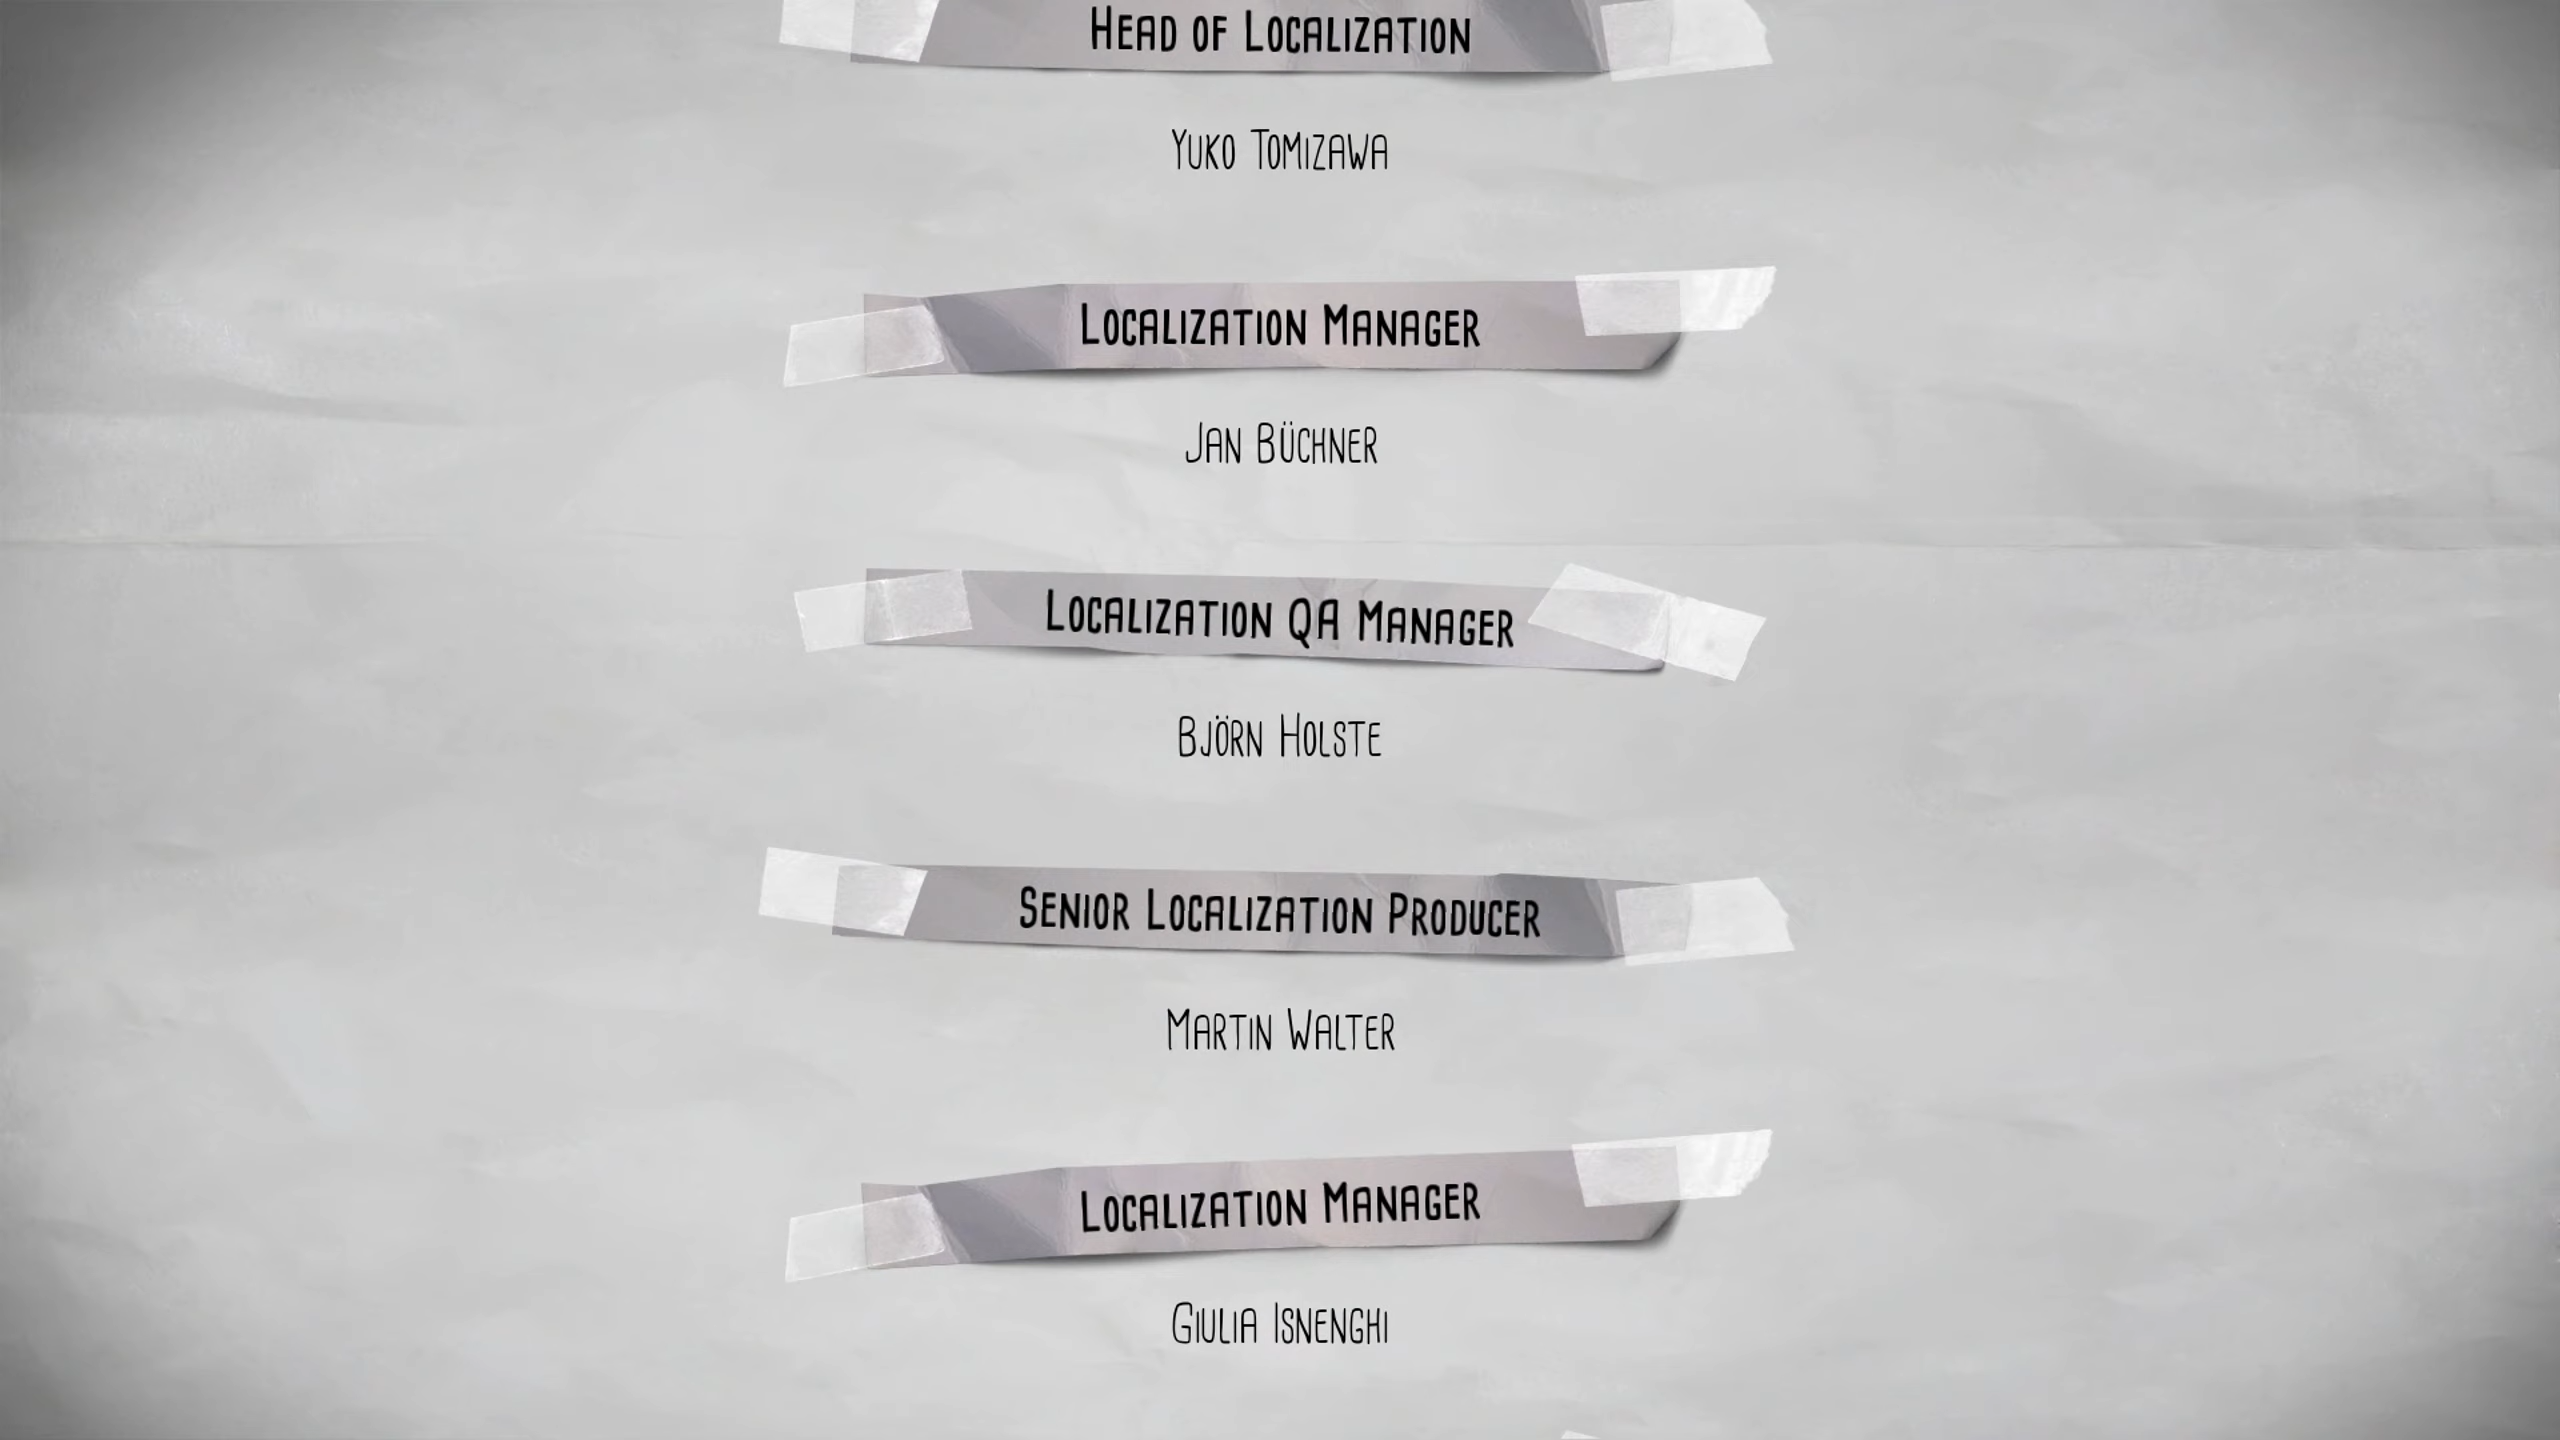 Head of Localization
Yuko Tomizawa
Localization Manager
Jan Büchner
Localization QA Manager
Björn Holste
Senior Localization Producer
Martin Walter
Localization Manager
Giulia Isnenghi